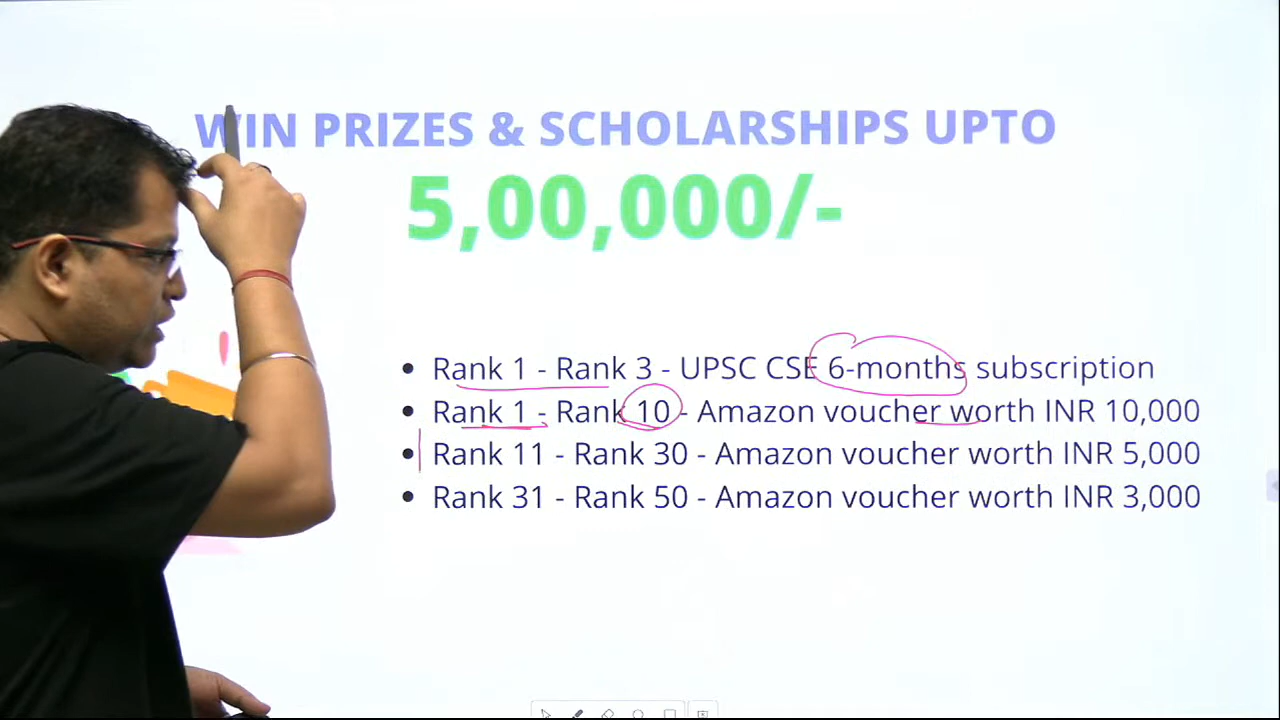 WIN PRIZES & SCHOLARSHIPS UPTO
5,00,000/-
• Rank 1 - Rank 3 - UPSC CSE 6-months subscription
• Rank 1 - Rank 10 - Amazon voucher worth INR 10,000
• Rank 11 - Rank 30 - Amazon voucher worth INR 5,000
• Rank 31 - Rank 50 - Amazon voucher worth INR 3,000